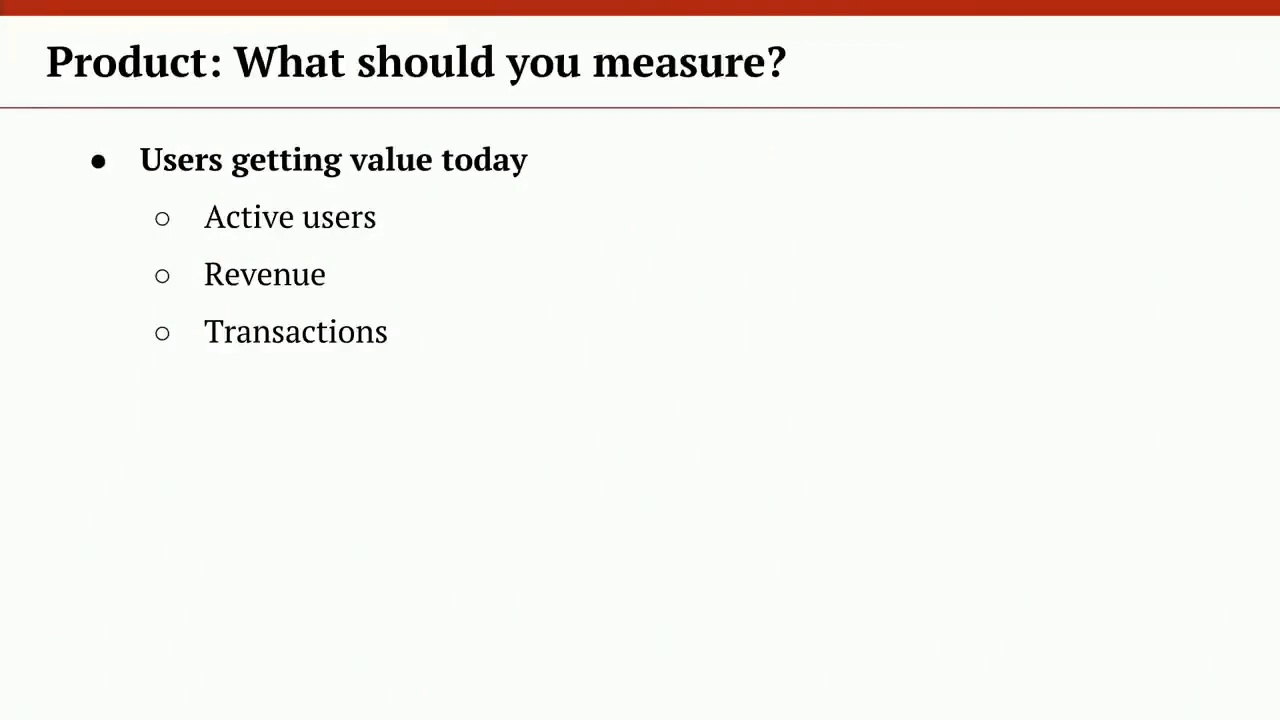 Product: What should you measure?
● Users getting value today
○ Active users
○ Revenue
○ Transactions